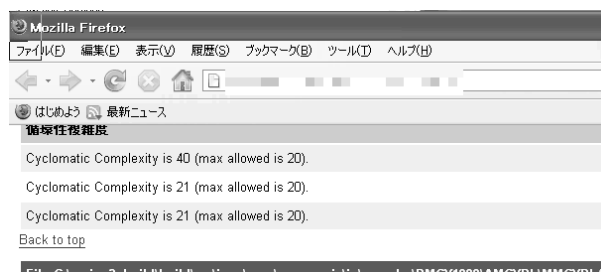 Mozilla Firefox
ファイル(F) 編集(E) 表示(V) 履歴(S) ブックマーク(B) ツール(T) ヘルプ(H)
はじめよう 最新ニュース
循環性複雑度
Cyclomatic Complexity is 40 (max allowed is 20).
Cyclomatic Complexity is 21 (max allowed is 20).
Cyclomatic Complexity is 21 (max allowed is 20).
Back to top